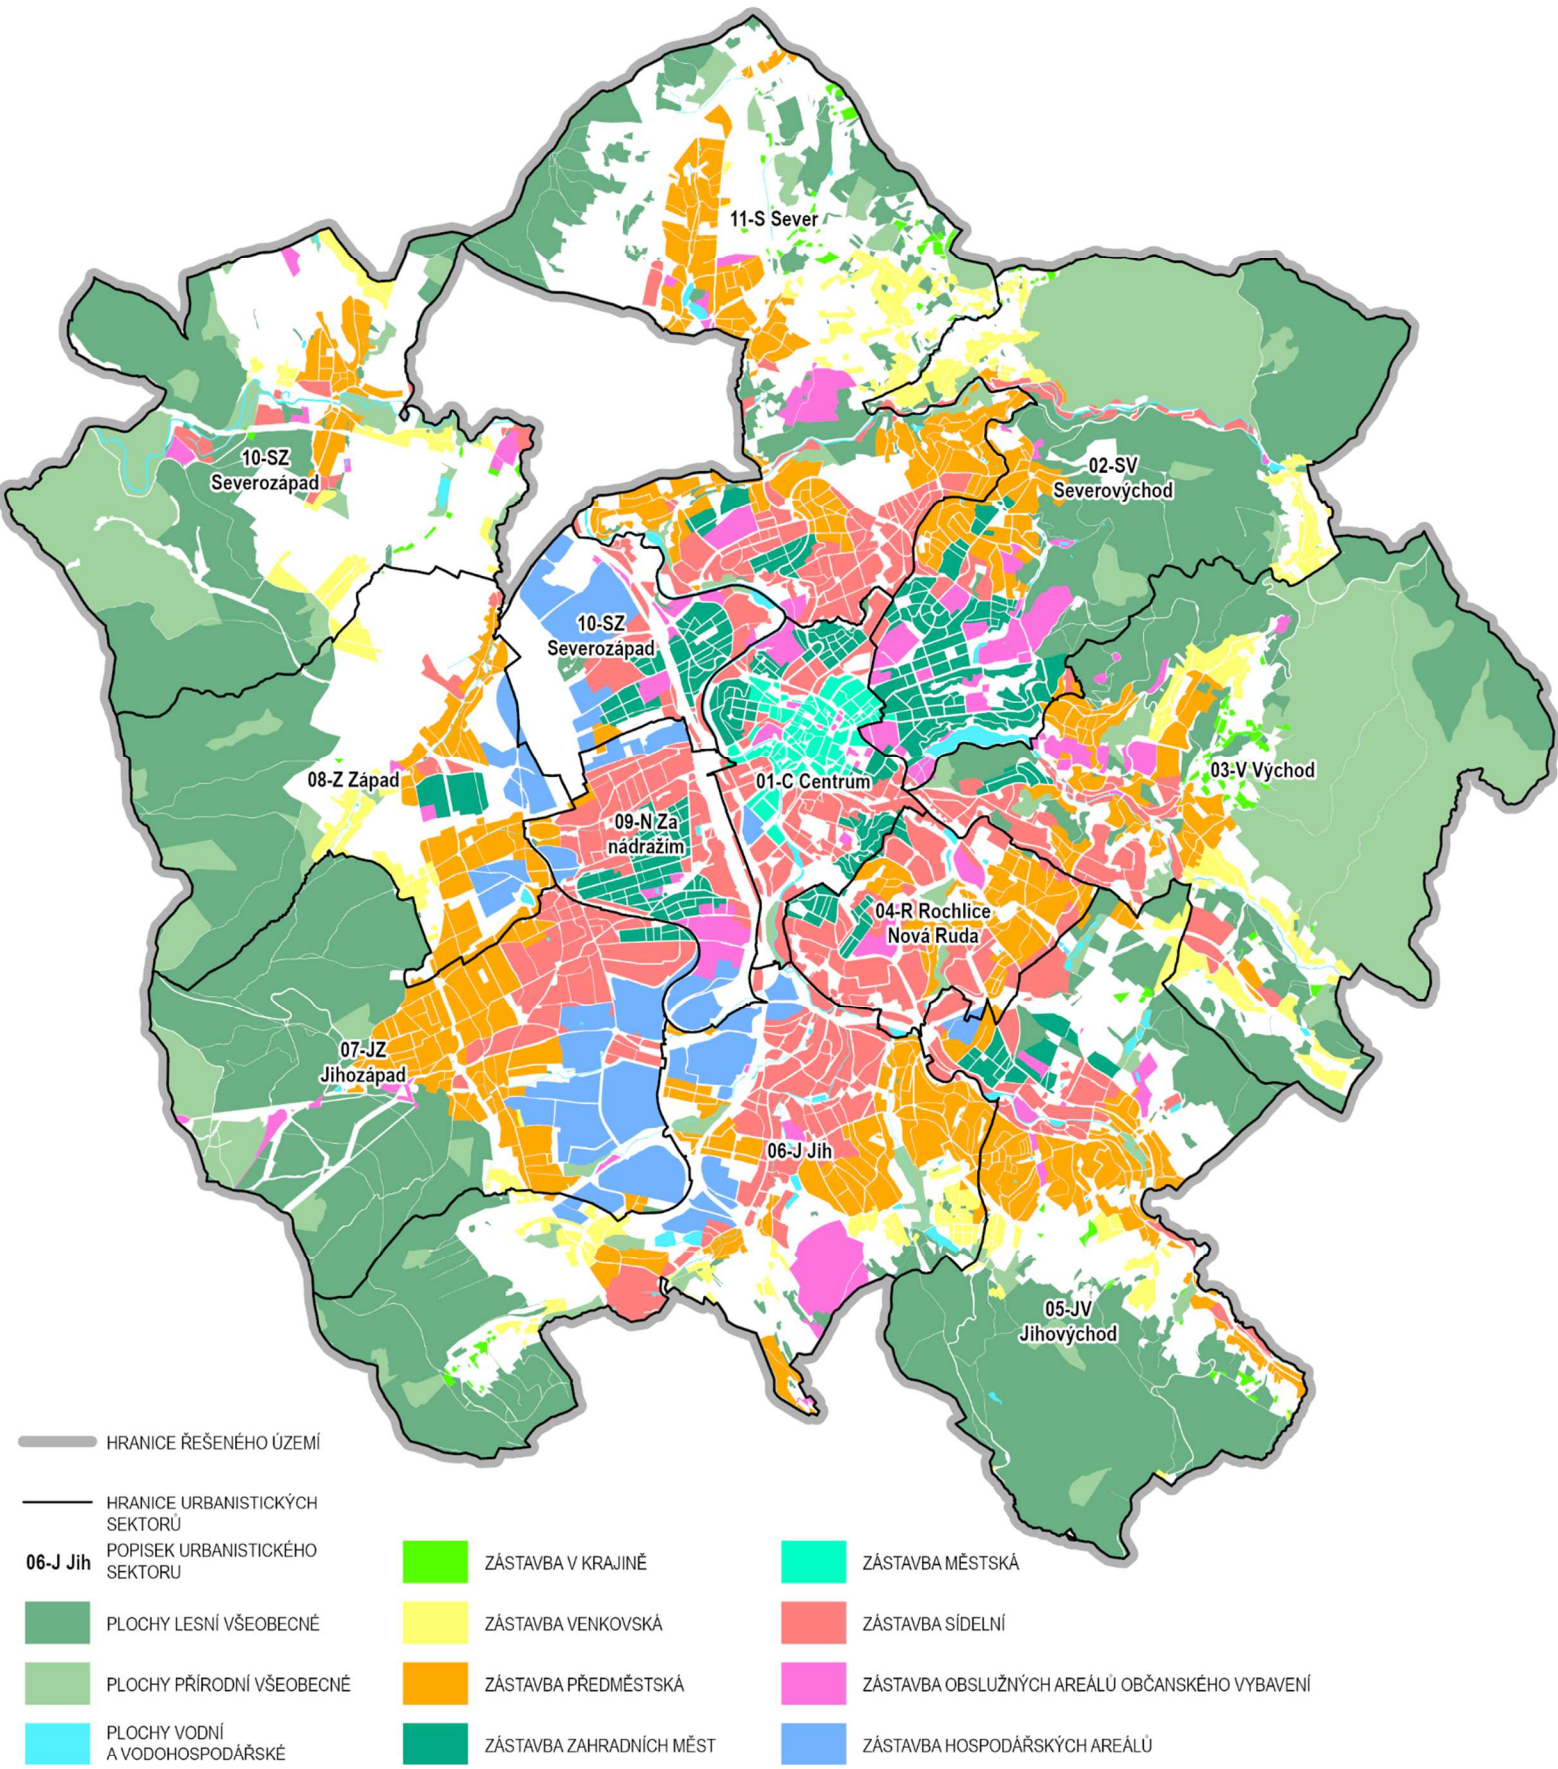 11-S Sever
10-SZ
Severozápad
02-SV
Severovýchod
10-SZ
Severozápad
08-Z Západ
01-C Centrum
03-V Východ
09-N Za
nádražím
04-R Rochlice
Nová Ruda
07-JZ
Jihozápad
06-J Jih
05-JV
Jihovýchod
HRANICE ŘEŠENÉHO ÚZEMÍ
HRANICE URBANISTICKÝCH
SEKTORŮ
06-J Jih
POPISEK URBANISTICKÉHO
SEKTORU
PLOCHY LESNÍ VŠEOBECNÉ
PLOCHY PŘÍRODNÍ VŠEOBECNÉ
PLOCHY VODNÍ
A VODOHOSPODÁŘSKÉ
ZÁSTAVBA V KRAJINĚ
ZÁSTAVBA VENKOVSKÁ
ZÁSTAVBA PŘEDMĚSTSKÁ
ZÁSTAVBA ZAHRADNÍCH MĚST
ZÁSTAVBA MĚSTSKÁ
ZÁSTAVBA SÍDELNÍ
ZÁSTAVBA OBSLUŽNÝCH AREÁLŮ OBČANSKÉHO VYBAVENÍ
ZÁSTAVBA HOSPODÁŘSKÝCH AREÁLŮ